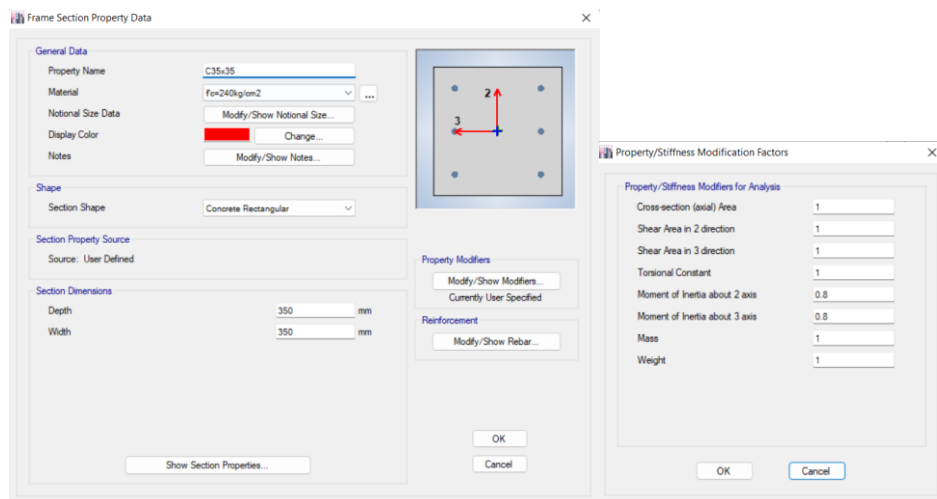 Frame Section Property Data
General Data
Property Name C35x35
Material f'c=240kg/cm2 ...
Notional Size Data Modify/Show Notional Size...
Display Color Change...
Notes Modify/Show Notes...
2
3
Shape
Section Shape Concrete Rectangular
Section Property Source
Source: User Defined
Section Dimensions
Depth 350 mm
Width 350 mm
Show Section Properties...
Property Modifiers
Modify/Show Modifiers...
Currently User Specified
Reinforcement
Modify/Show Rebar...
OK
Cancel
Property/Stiffness Modification Factors
Property/Stiffness Modifiers for Analysis
Cross-section (axial) Area 1
Shear Area in 2 direction 1
Shear Area in 3 direction 1
Torsional Constant 1
Moment of Inertia about 2 axis 0.8
Moment of Inertia about 3 axis 0.8
Mass 1
Weight 1
OK Cancel